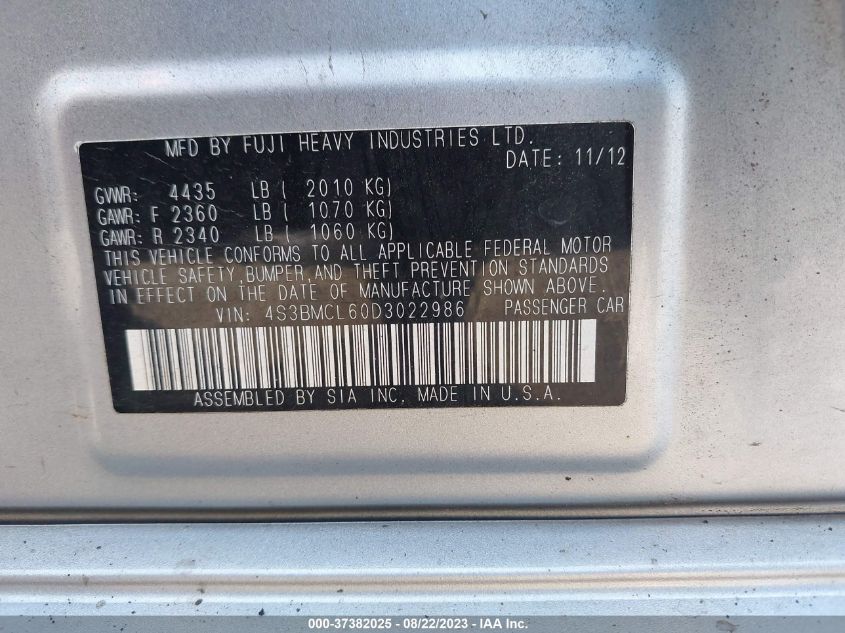 MFD BY FUJI HEAVY INDUSTRIES LTD.
DATE: 11/12
GVWR: 4435 LB ( 2010 KG)
GAWR: F 2360 LB ( 1070 KG)
GAWR: R 2340 LB ( 1060 KG)
THIS VEHICLE CONFORMS TO ALL APPLICABLE FEDERAL MOTOR
VEHICLE SAFETY,BUMPER,AND THEFT PREVENTION STANDARDS
IN EFFECT ON THE DATE OF MANUFACTURE SHOWN ABOVE.
VIN: 4S3BMCL60D3022986 PASSENGER CAR
ASSEMBLED BY SIA INC. MADE IN U.S.A.
000-37382025 - 08/22/2023 - IAAI Inc.